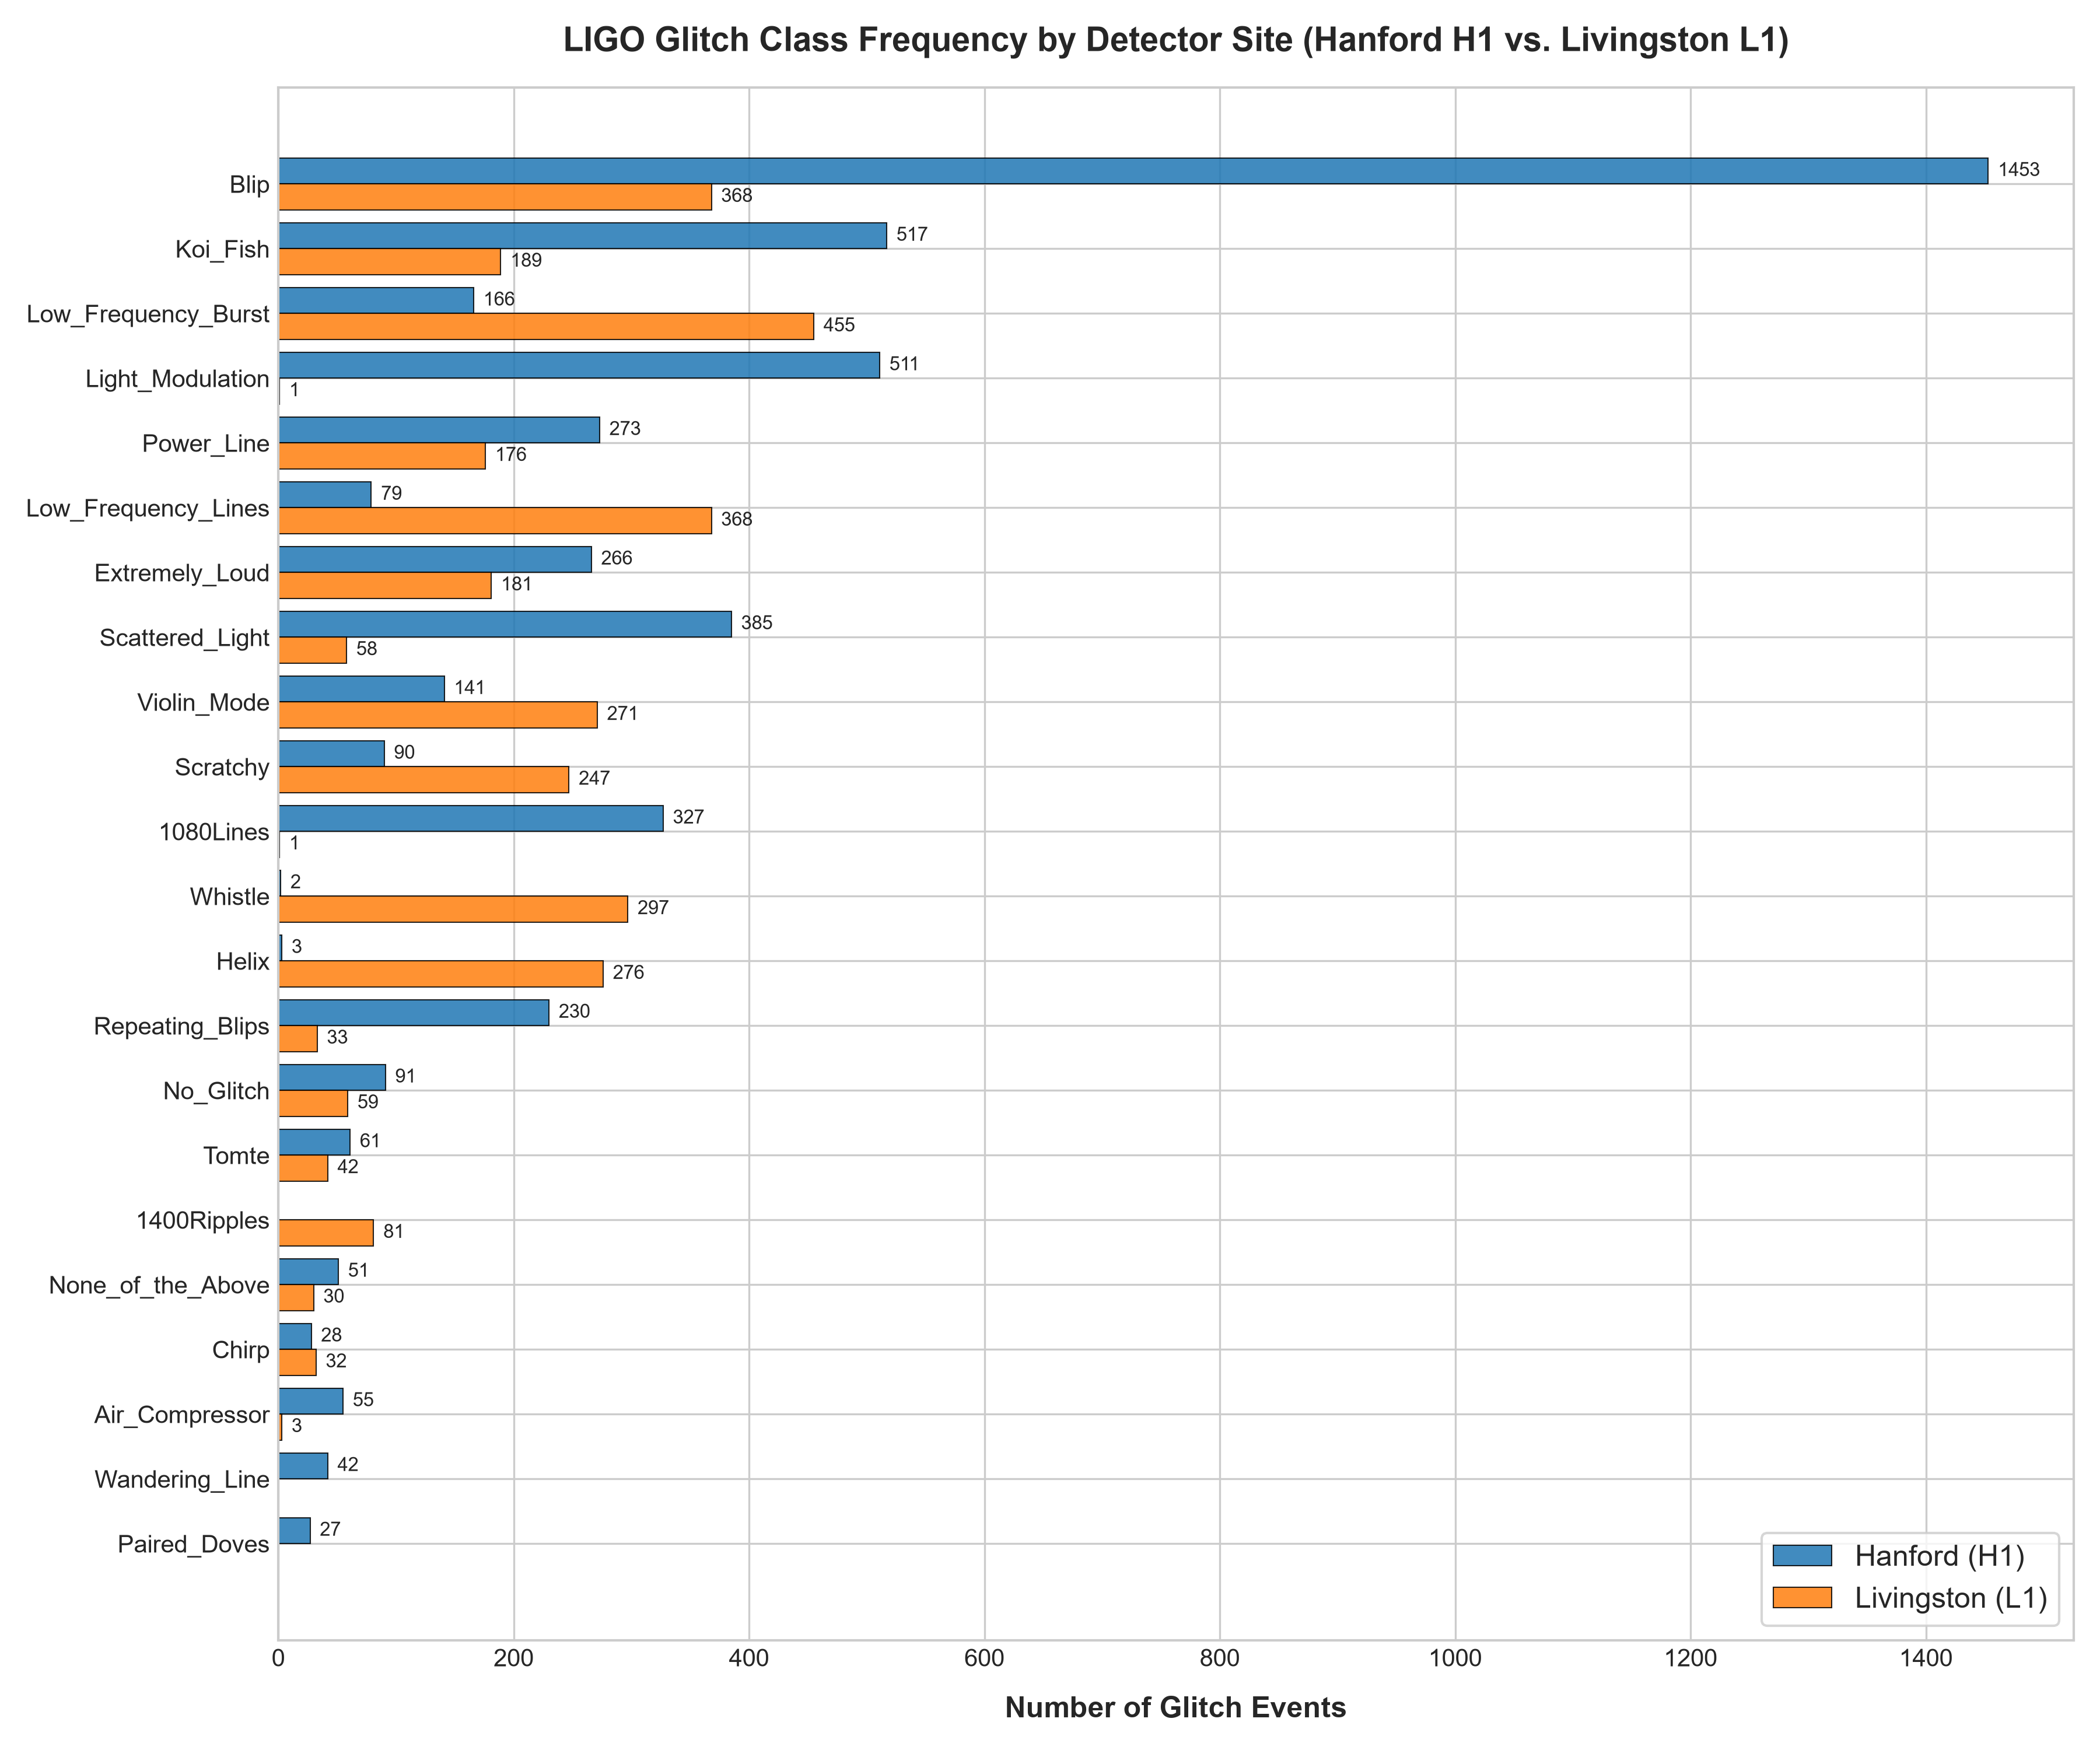 LIGO Glitch Class Frequency by Detector Site (Hanford H1 vs. Livingston L1)
Blip
1453
368
Koi_Fish
517
189
Low_Frequency_Burst
166
455
Light_Modulation
511
1
Power_Line
273
176
Low_Frequency_Lines
79
368
Extremely_Loud
266
181
Scattered_Light
385
58
Violin_Mode
141
271
Scratchy
90
247
1080Lines
327
1
Whistle
2
297
Helix
3
276
Repeating_Blips
230
33
No_Glitch
91
59
Tomte
61
42
1400Ripples
81
None_of_the_Above
51
30
Chirp
28
32
Air_Compressor
55
3
Wandering_Line
42
Paired_Doves
27
Hanford (H1)
Livingston (L1)
0 200 400 600 800 1000 1200 1400
Number of Glitch Events